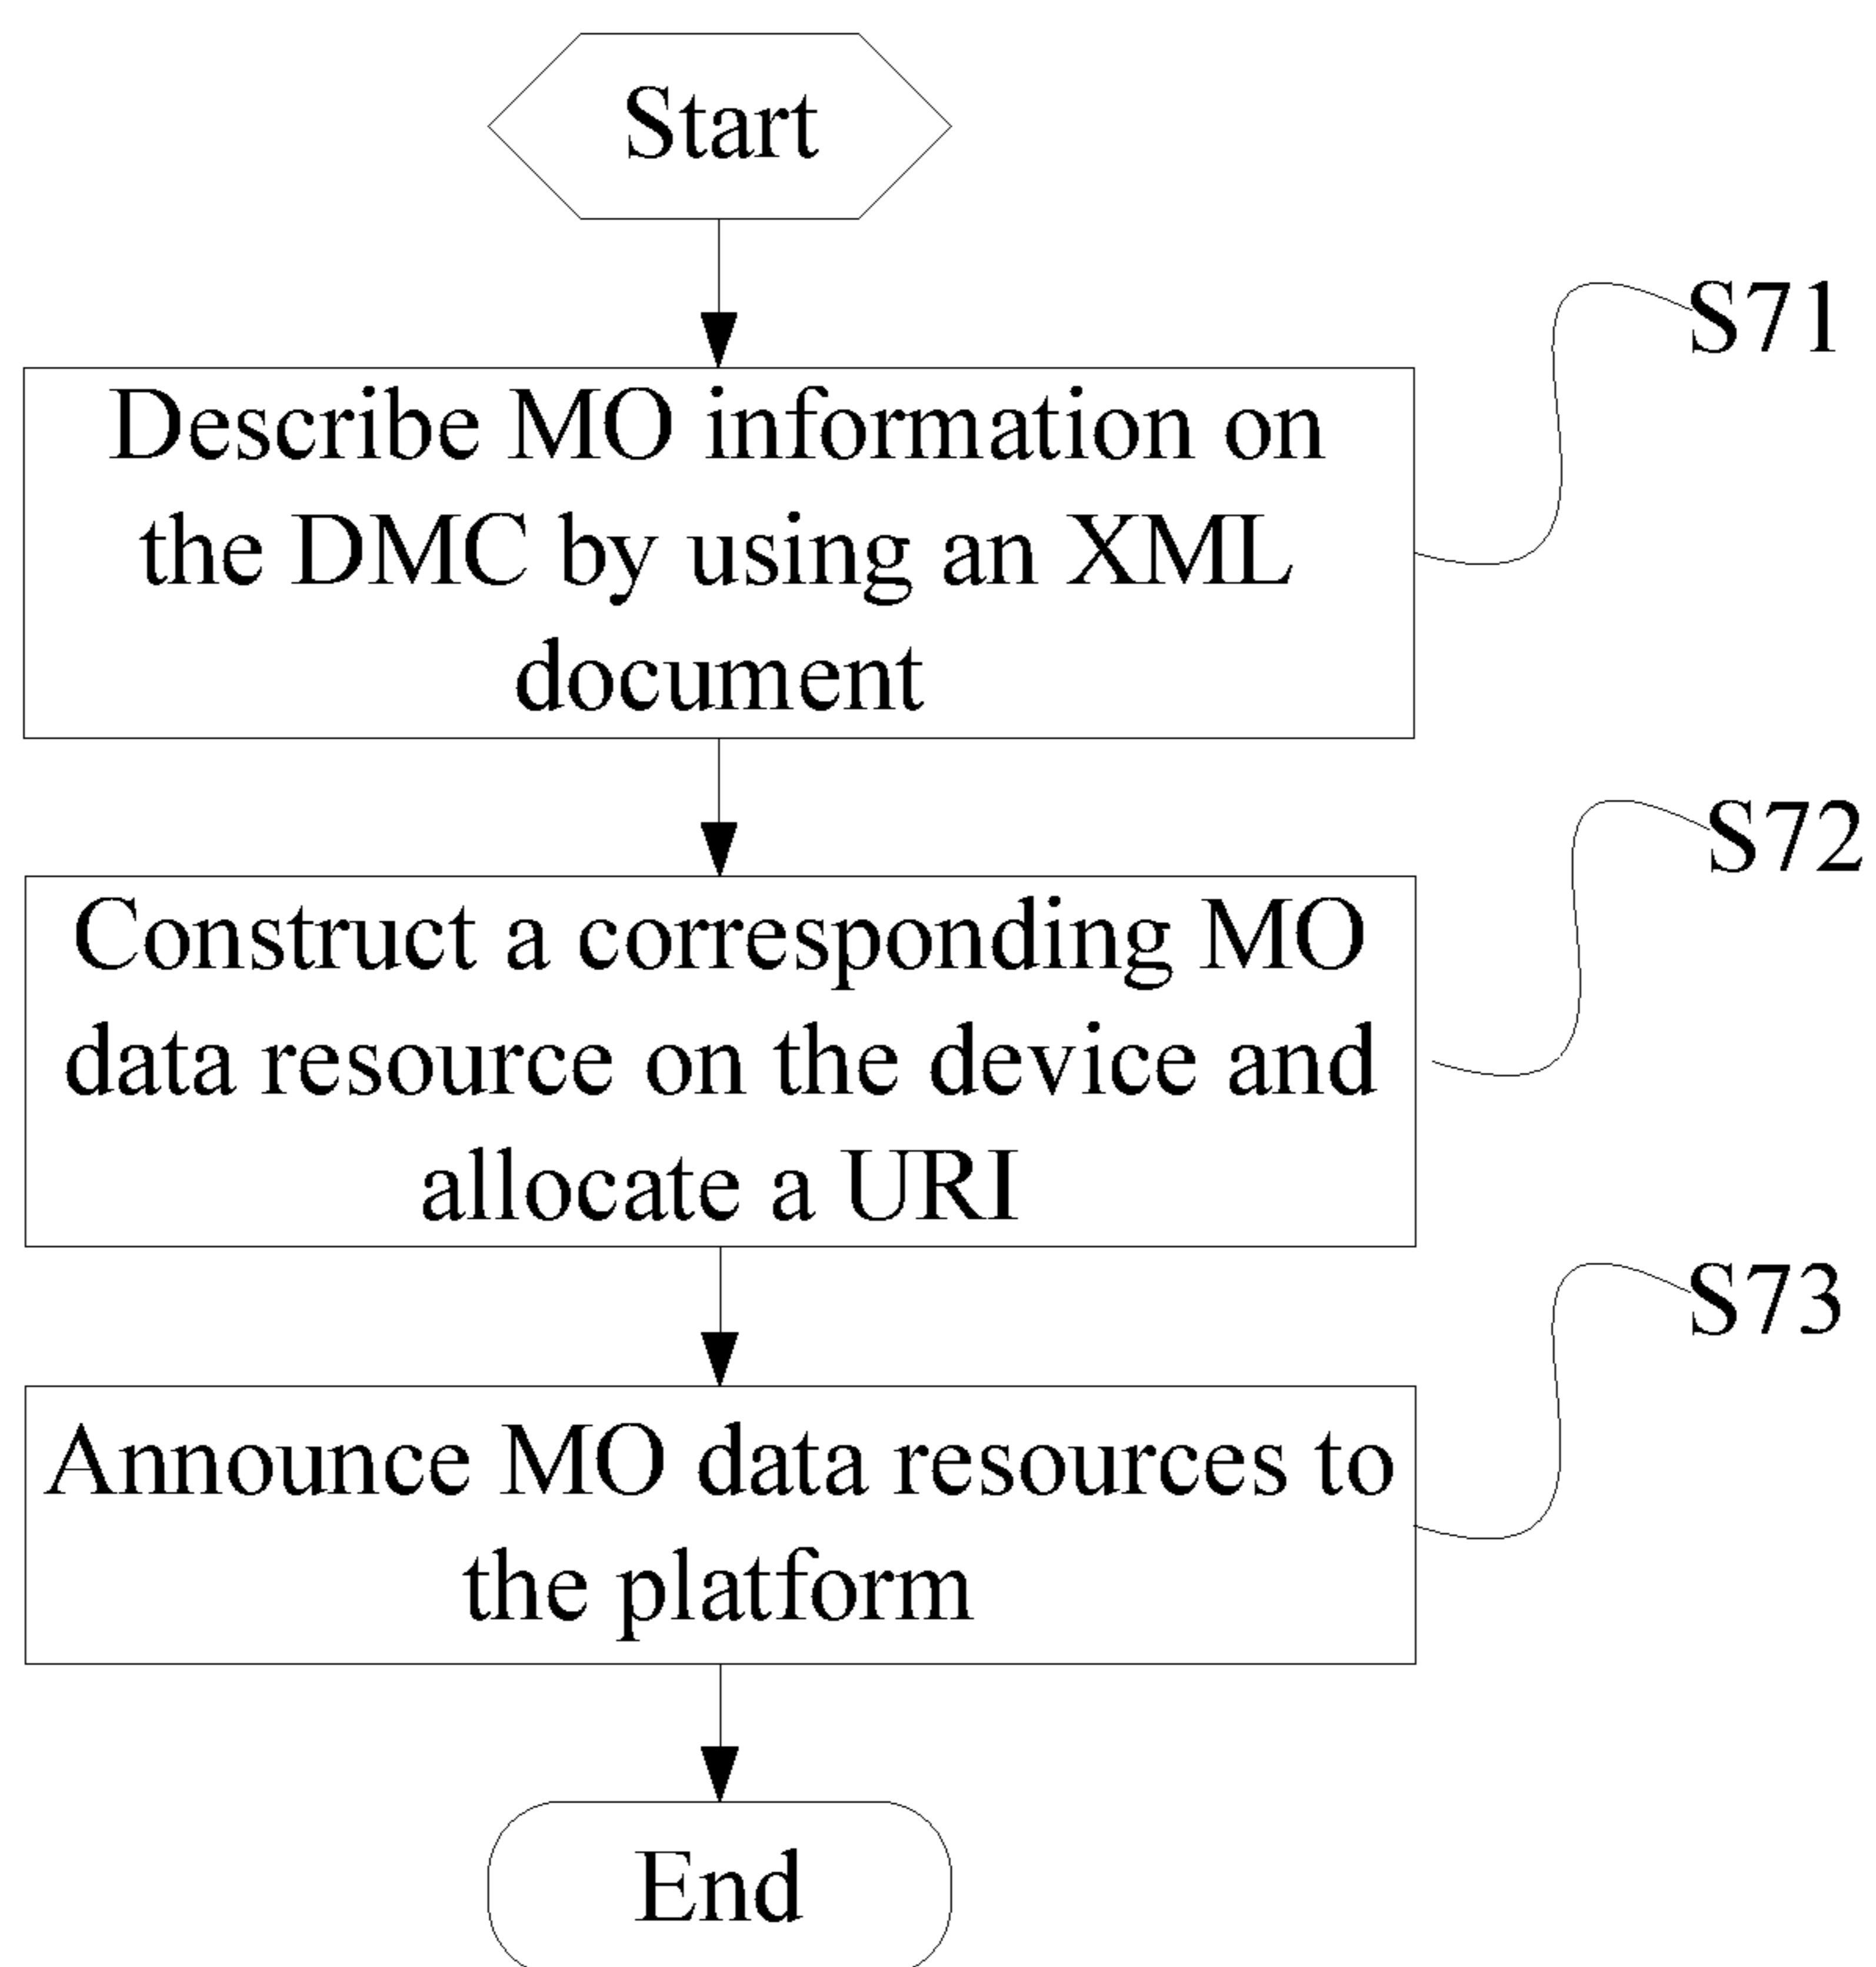 Start
S71
Describe MO information on
the DMC by using an XML
document
S72
Construct a corresponding MO
data resource on the device and
allocate a URI
S73
Announce MO data resources to
the platform
End